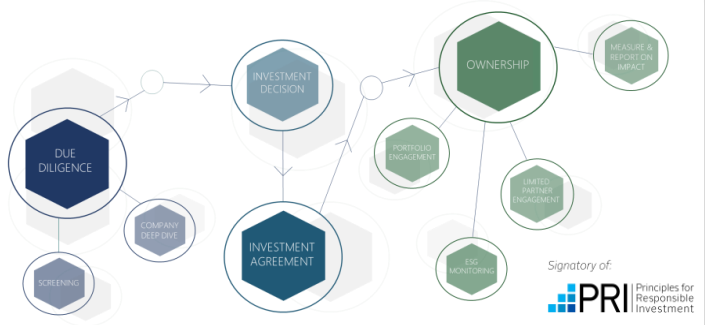 DUE
DILIGENCE
SCREENING
COMPANY
DEEP DIVE
INVESTMENT
DECISION
INVESTMENT
AGREEMENT
OWNERSHIP
MEASURE &
REPORT ON
IMPACT
PORTFOLIO
ENGAGEMENT
LIMITED
PARTNER
ENGAGEMENT
ESG
MONITORING
Signatory of:
PRI
Principles for
Responsible
Investment